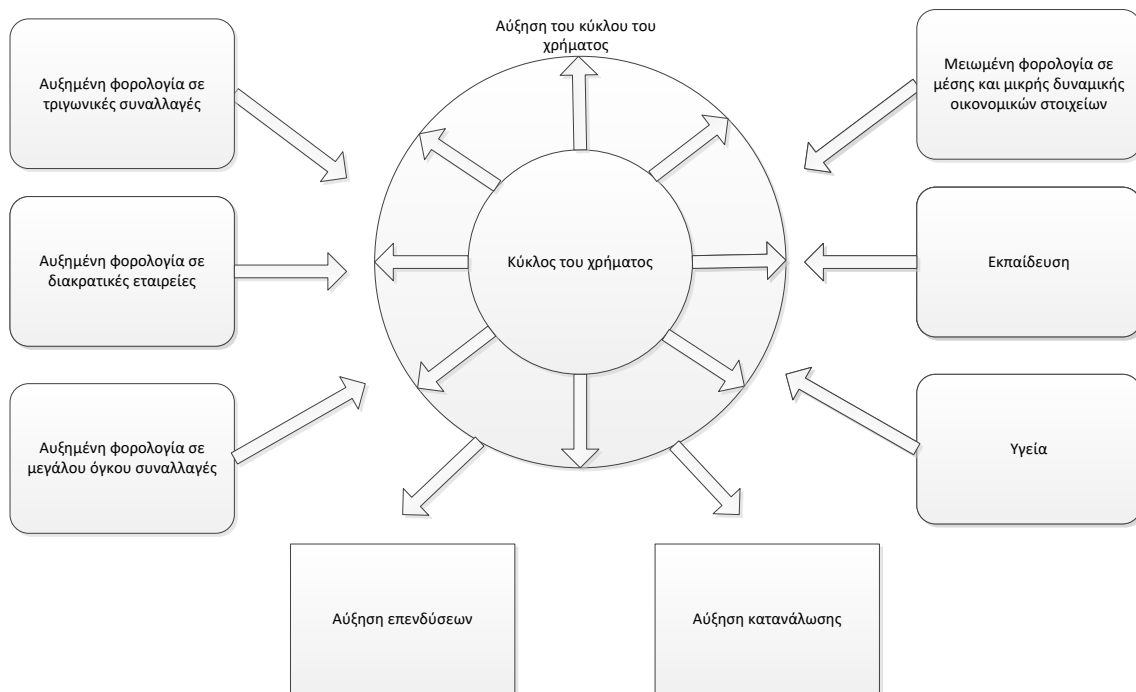 Αύξηση του κύκλου του
χρήματος
Αυξημένη φορολογία σε
τριγωνικές συναλλαγές
Μειωμένη φορολογία σε
μέσης και μικρής δυναμικής
οικονομικών στοιχείων
Αυξημένη φορολογία σε
διακρατικές εταιρείες
Κύκλος του χρήματος
Εκπαίδευση
Αυξημένη φορολογία σε
μεγάλου όγκου συναλλαγές
Υγεία
Αύξηση επενδύσεων
Αύξηση κατανάλωσης